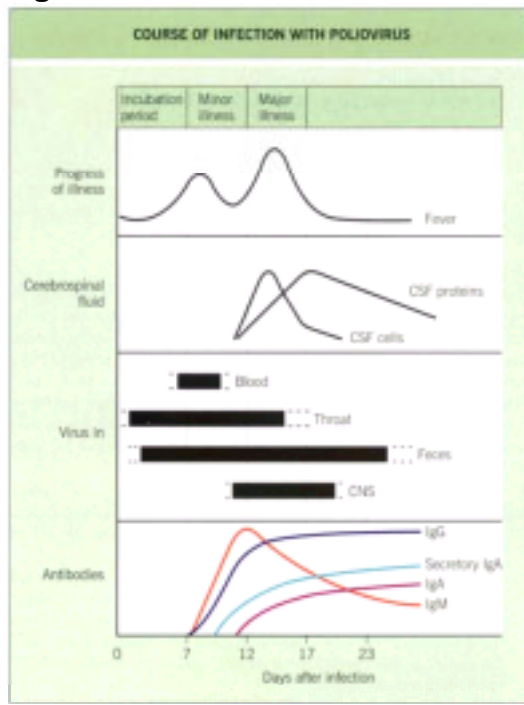 COURSE OF INFECTION WITH POLIOVIRUS
Incubation
period
Minor
illness
Major
illness
Progress
of illness
Fever
Cerebrospinal
fluid
CSF proteins
CSF cells
Virus in
Blood
Throat
Feces
CNS
Antibodies
IgG
Secretory IgA
IgA
IgM
0 7 12 17 23
Days after infection